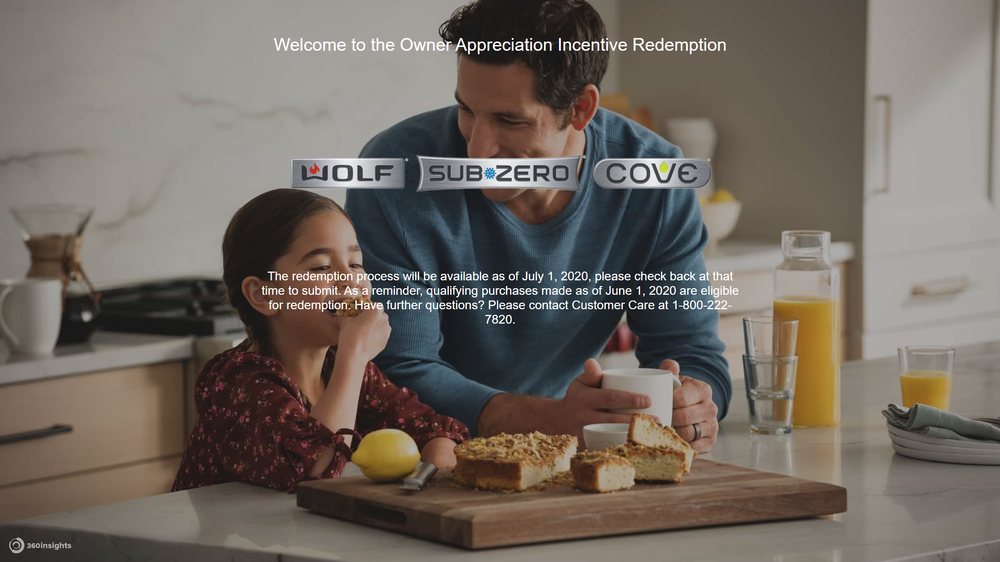 Welcome to the Owner Appreciation Incentive Redemption
WOLF SUB ZERO COVE
The redemption process will be available as of July 1, 2020, please check back at that
time to submit. As a reminder, qualifying purchases made as of June 1, 2020 are eligible
for redemption. Have further questions? Please contact Customer Care at 1-800-222-
7820.
360insights